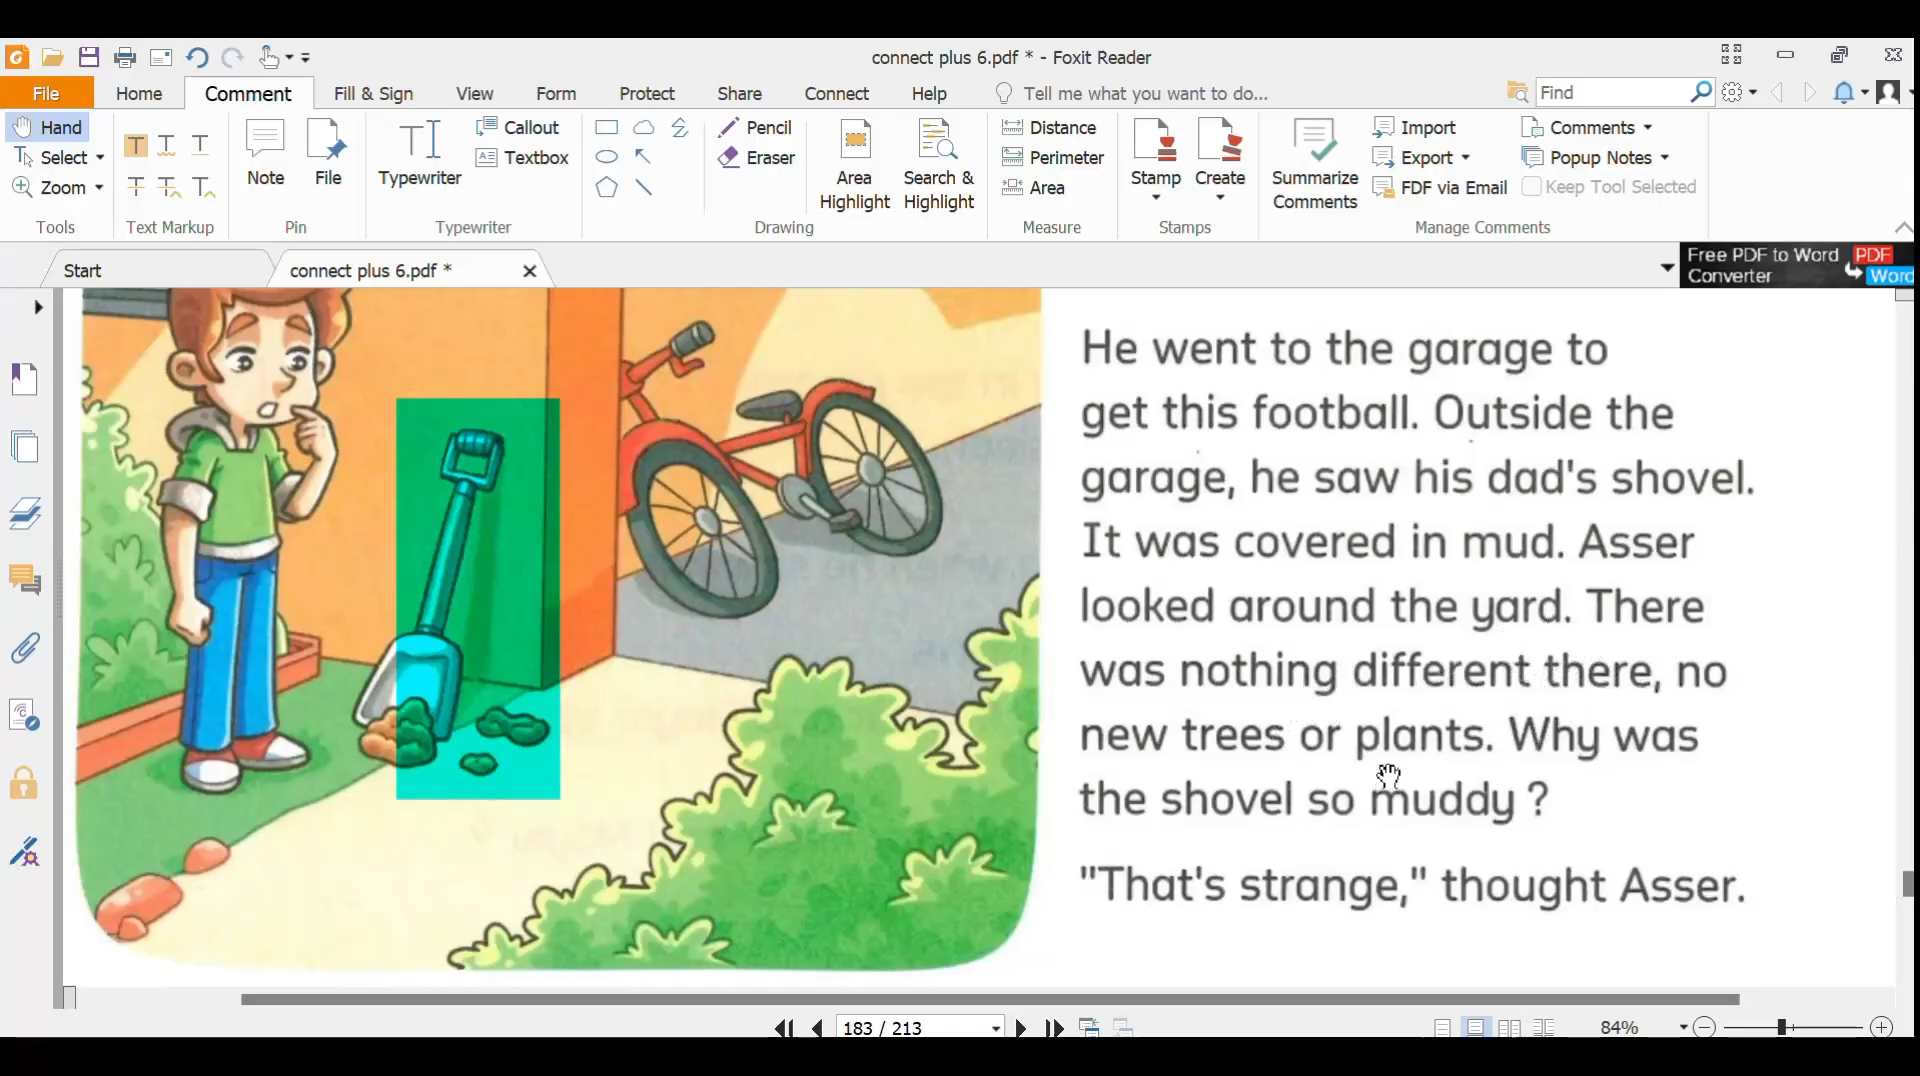 connect plus 6.pdf * - Foxit Reader
File Home Comment Fill & Sign View Form Protect Share Connect Help Tell me what you want to do... Find
Hand
Select
Zoom
Tools
Text Markup
Note
File
Pin
Typewriter
Callout
Textbox
Typewriter
Pencil
Eraser
Area
Highlight
Search &
Highlight
Drawing
Distance
Perimeter
Area
Measure
Stamp
Create
Stamps
Summarize
Comments
Import
Export
FDF via Email
Comments
Popup Notes
Keep Tool Selected
Manage Comments
Start
connect plus 6.pdf *
Free PDF to Word
Converter
PDF
Word
He went to the garage to
get this football. Outside the
garage, he saw his dad's shovel.
It was covered in mud. Asser
looked around the yard. There
was nothing different there, no
new trees or plants. Why was
the shovel so muddy ?
"That's strange," thought Asser.
183 / 213
84%